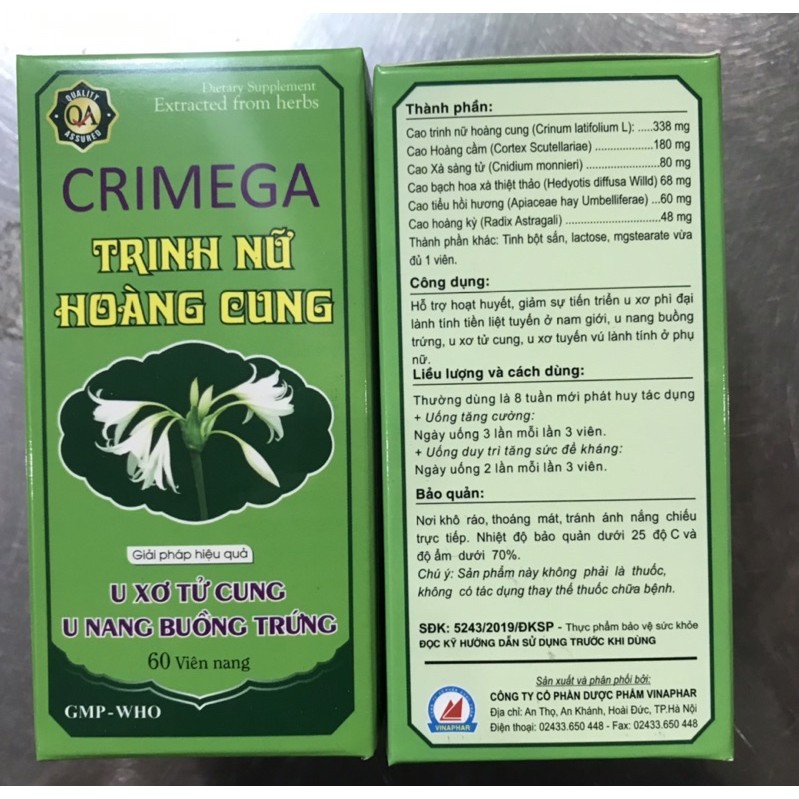 QUALITY
QA
ASSURED
Dietary Supplement
Extracted from herbs
CRIMEGA
TRINH NỮ
HOÀNG CUNG
Giải pháp hiệu quả
U XƠ TỬ CUNG
U NANG BUỒNG TRỨNG
60 Viên nang
GMP-WHO
Thành phần:
Cao trinh nữ hoàng cung (Crinum latifolium L): .....338 mg
Cao Hoàng cầm (Cortex Scutellariae) ................180 mg
Cao Xà sàng tử (Cnidium monnieri) ....................80 mg
Cao bạch hoa xà thiệt thảo (Hedyotis diffusa Willd) 68 mg
Cao tiểu hồi hương (Apiaceae hay Umbelliferae) ...60 mg
Cao hoàng kỳ (Radix Astragali) ................................48 mg
Thành phần khác: Tinh bột sắn, lactose, mgstearate vừa
đủ 1 viên.
Công dụng:
Hỗ trợ hoạt huyết, giảm sự tiến triển u xơ phì đại
lành tính tiền liệt tuyến ở nam giới, u nang buồng
trứng, u xơ tử cung, u xơ tuyến vú lành tính ở phụ
nữ.
Liều lượng và cách dùng:
Thường dùng là 8 tuần mới phát huy tác dụng
+ Uống tăng cường:
Ngày uống 3 lần mỗi lần 3 viên.
+ Uống duy trì tăng sức đề kháng:
Ngày uống 2 lần mỗi lần 3 viên.
Bảo quản:
Nơi khô ráo, thoáng mát, tránh ánh nắng chiếu
trực tiếp. Nhiệt độ bảo quản dưới 25 độ C và
độ ẩm dưới 70%.
Chú ý: Sản phẩm này không phải là thuốc,
không có tác dụng thay thế thuốc chữa bệnh.
SĐK: 5243/2019/ĐKSP - Thực phẩm bảo vệ sức khỏe
ĐỌC KỸ HƯỚNG DẪN SỬ DỤNG TRƯỚC KHI DÙNG
Sản xuất và phân phối bởi:
CÔNG TY CỔ PHẦN DƯỢC PHẨM VINAPHAR
Địa chỉ: An Thọ, An Khánh, Hoài Đức, TP.Hà Nội
Điện thoại: 02433.650 448 - Fax: 02433.650 448
VINAPHAR